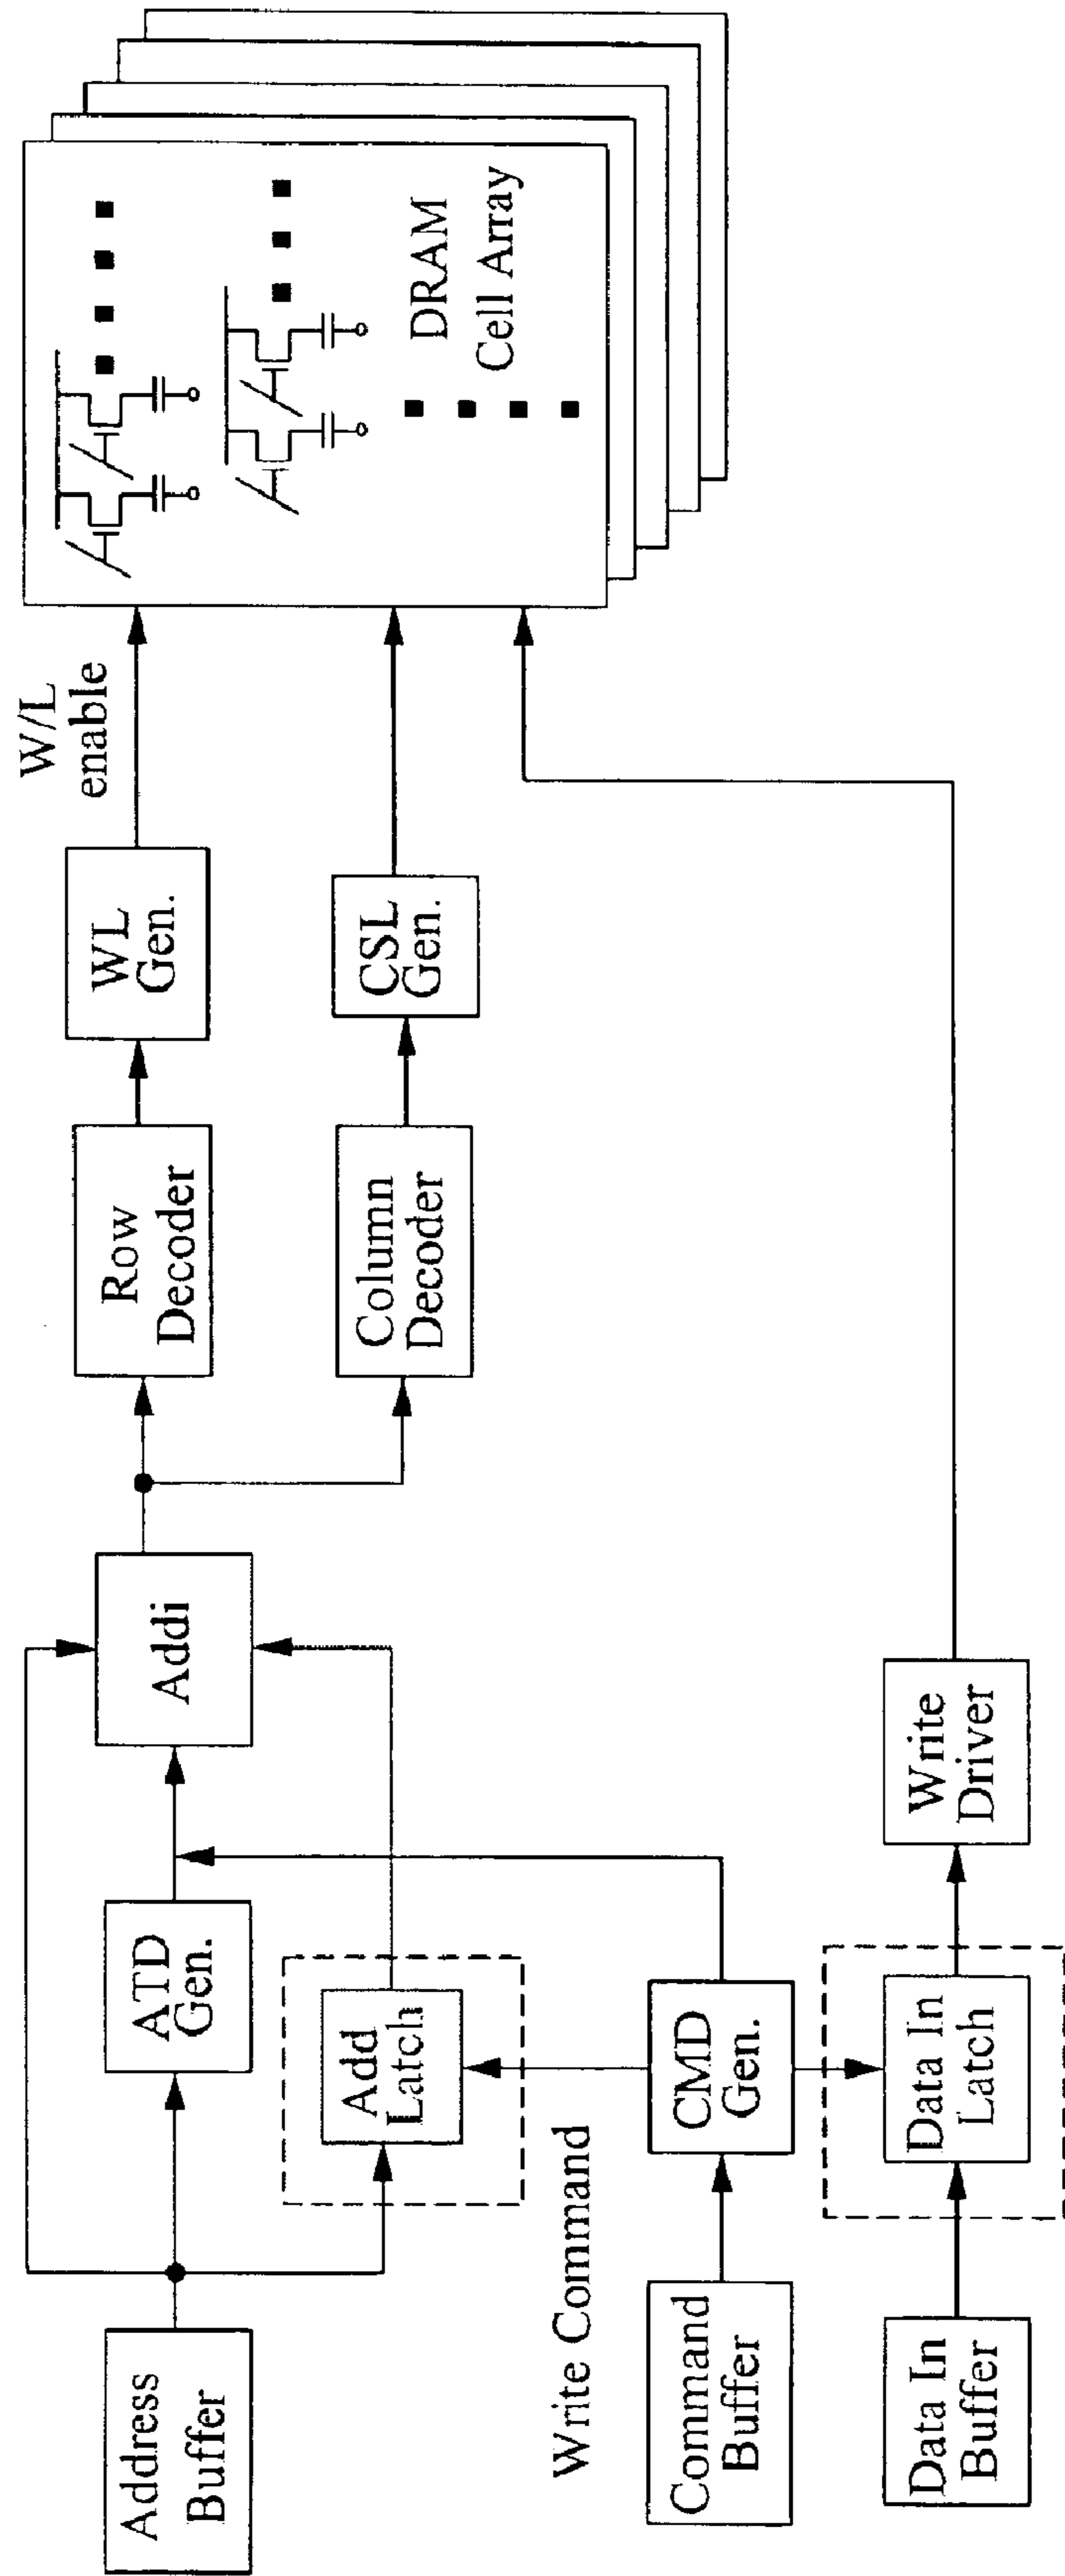 Address
Buffer
ATD
Gen.
Add
Latch
Addi
Row
Decoder
Column
Decoder
WL
Gen.
CSL
Gen.
W/L
enable
DRAM
Cell Array
Write Command
Command
Buffer
CMD
Gen.
Data In
Buffer
Data In
Latch
Write
Driver